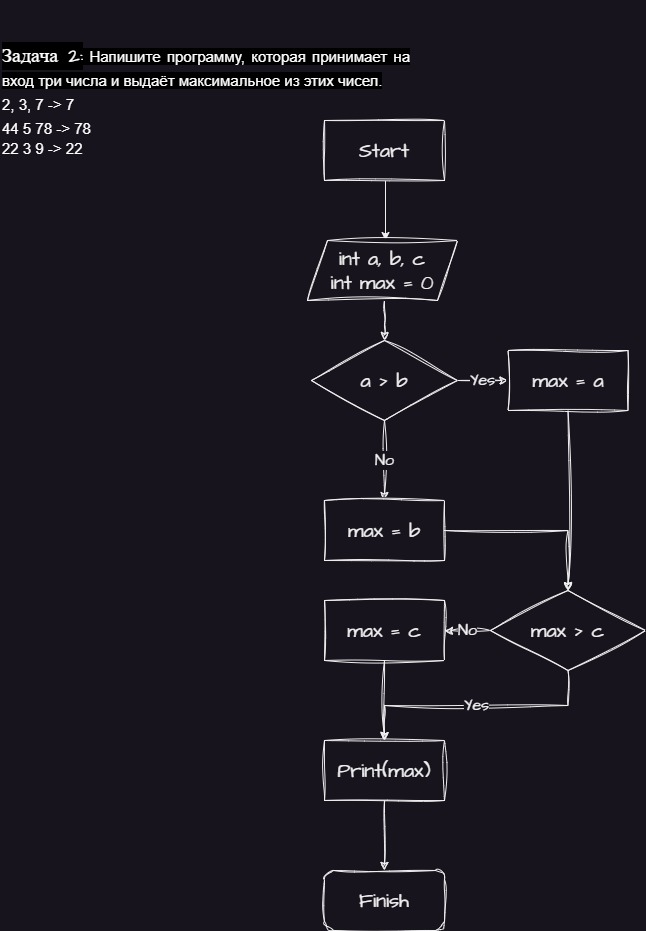 Задача 2: Напишите программу, которая принимает на
вход три числа и выдаёт максимальное из этих чисел.
2, 3, 7 -> 7
44 5 78 -> 78
22 3 9 -> 22
Start
int a, b, c
int max = 0
a > b
Yes
max = a
No
max = b
max > c
No
max = c
Yes
Print(max)
Finish